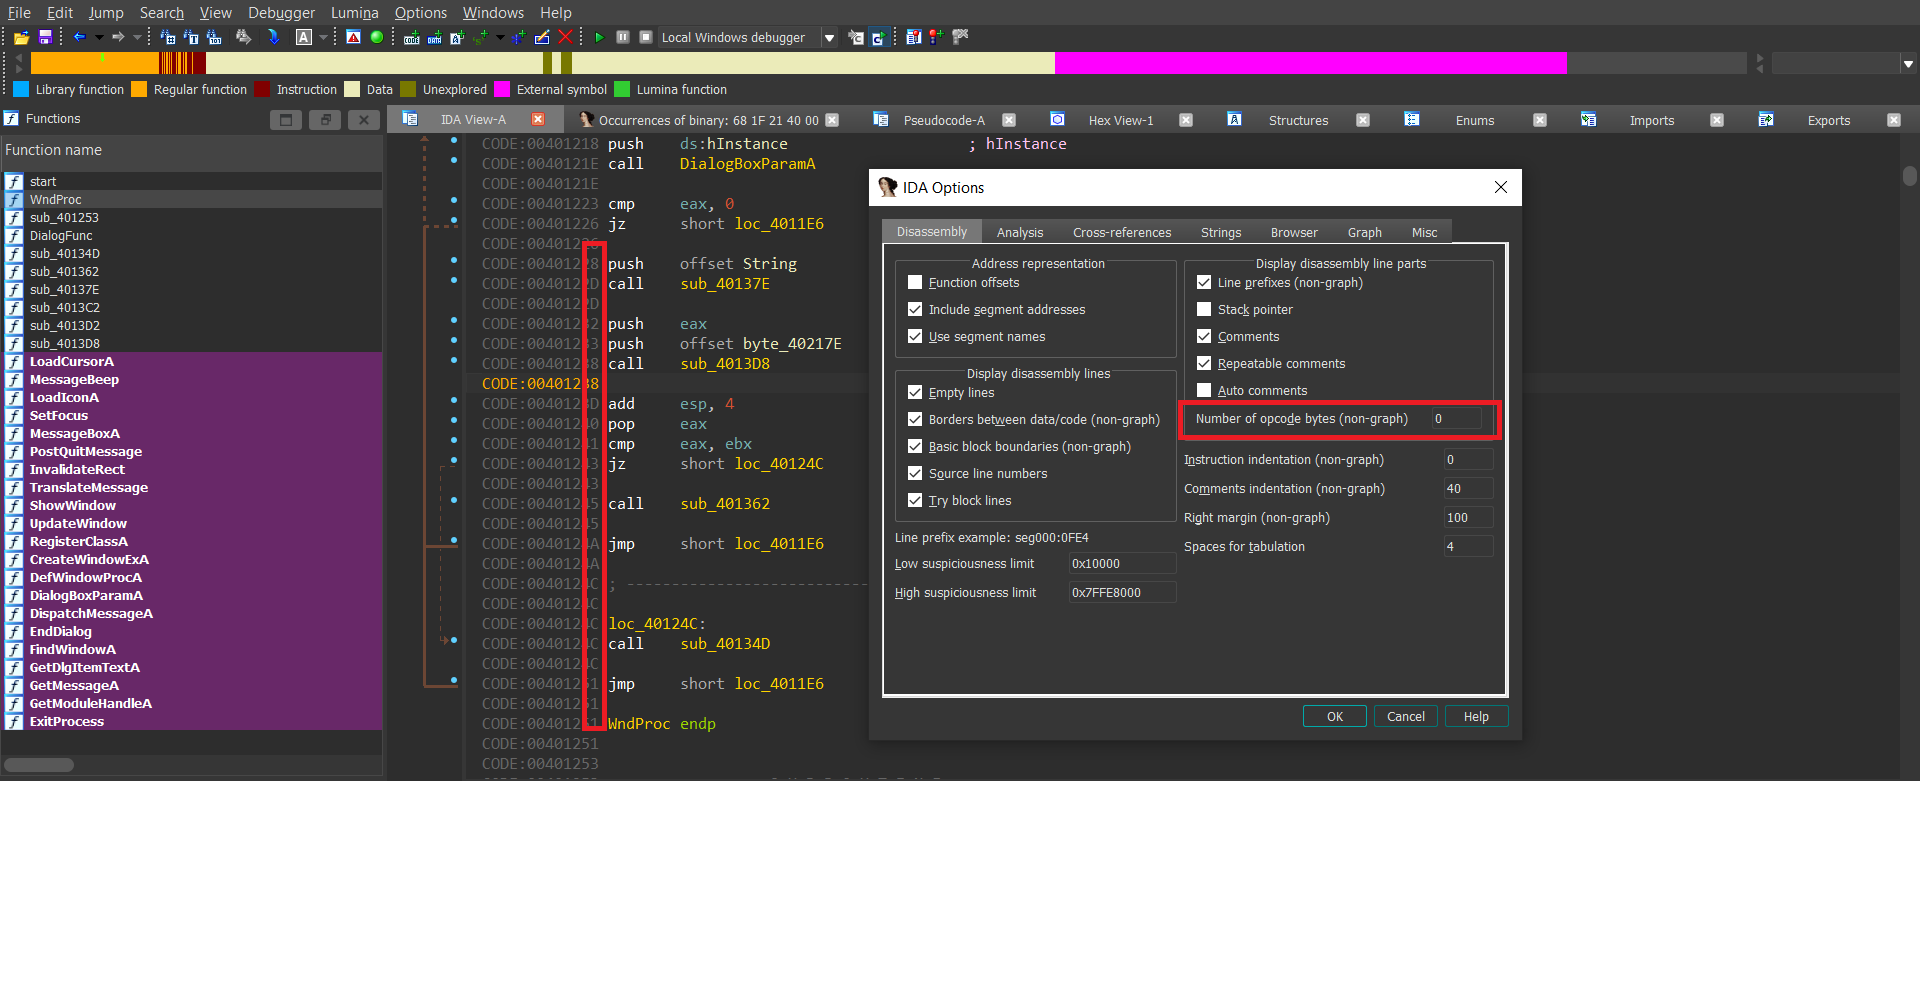 File Edit Jump Search View Debugger Lumina Options Windows Help
Local Windows debugger
Library function Regular function Instruction Data Unexplored External symbol Lumina function
Functions
Function name
start
WndProc
sub_401253
DialogFunc
sub_40134D
sub_401362
sub_40137E
sub_4013C2
sub_4013D2
sub_4013D8
LoadCursorA
MessageBeep
LoadIconA
SetFocus
MessageBoxA
PostQuitMessage
InvalidateRect
TranslateMessage
ShowWindow
UpdateWindow
RegisterClassA
CreateWindowExA
DefWindowProcA
DialogBoxParamA
DispatchMessageA
EndDialog
FindWindowA
GetDlgItemTextA
GetMessageA
GetModuleHandleA
ExitProcess
IDA View-A Occurrences of binary: 68 1F 21 40 00 Pseudocode-A Hex View-1 Structures Enums Imports Exports
CODE:00401218 push ds:hInstance ; hInstance
CODE:0040121E call DialogBoxParamA
CODE:0040121E
CODE:00401223 cmp eax, 0
CODE:00401226 jz short loc_4011E6
CODE:00401226
CODE:00401228 push offset String
CODE:0040122D call sub_40137E
CODE:0040122D
CODE:00401232 push eax
CODE:00401233 push offset byte_40217E
CODE:00401238 call sub_4013D8
CODE:00401238
CODE:0040123D add esp, 4
CODE:00401240 pop eax
CODE:00401241 cmp eax, ebx
CODE:00401243 jz short loc_40124C
CODE:00401243
CODE:00401245 call sub_401362
CODE:00401245
CODE:0040124A jmp short loc_4011E6
CODE:0040124A
CODE:0040124C ; ---------------------------
CODE:0040124C
CODE:0040124C loc_40124C:
CODE:0040124C call sub_40134D
CODE:0040124C
CODE:00401251 jmp short loc_4011E6
CODE:00401251
CODE:00401251 WndProc endp
CODE:00401251
CODE:00401253
IDA Options
Disassembly Analysis Cross-references Strings Browser Graph Misc
Address representation
Function offsets
Include segment addresses
Use segment names
Display disassembly lines
Empty lines
Borders between data/code (non-graph)
Basic block boundaries (non-graph)
Source line numbers
Try block lines
Line prefix example: seg000:0FE4
Low suspiciousness limit 0x10000
High suspiciousness limit 0x7FFE8000
Display disassembly line parts
Line prefixes (non-graph)
Stack pointer
Comments
Repeatable comments
Auto comments
Number of opcode bytes (non-graph) 0
Instruction indentation (non-graph) 0
Comments indentation (non-graph) 40
Right margin (non-graph) 100
Spaces for tabulation 4
OK Cancel Help